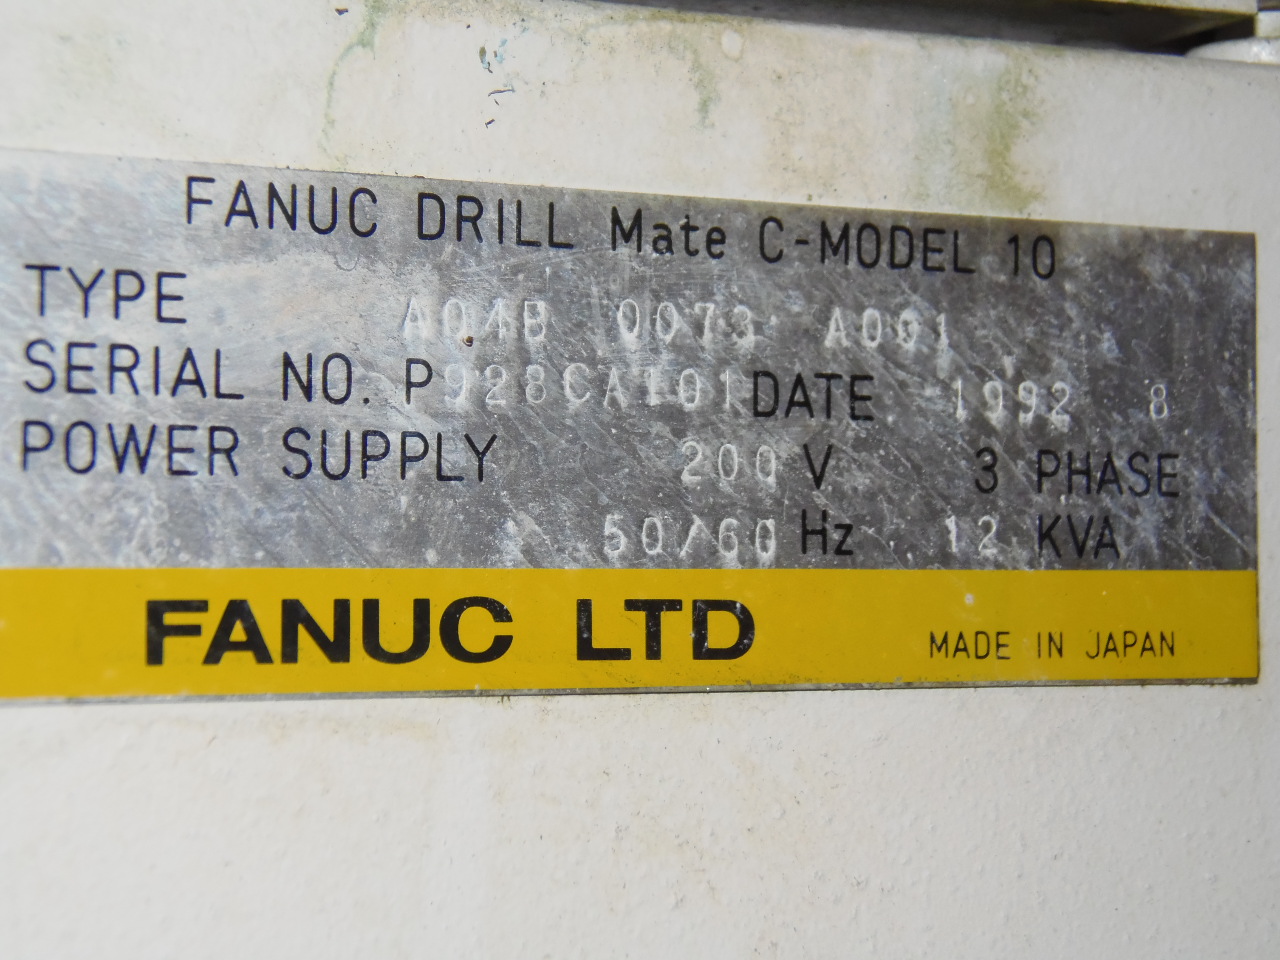 FANUC DRILL Mate C-MODEL 10
TYPE A04B 0073 A001
SERIAL NO. P928CA101 DATE 1992 8
POWER SUPPLY 200 V 3 PHASE
50/60 Hz 12 KVA
FANUC LTD MADE IN JAPAN